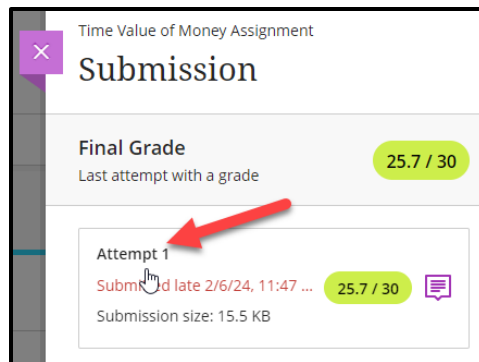 Time Value of Money Assignment
Submission
Final Grade
Last attempt with a grade
25.7 / 30
Attempt 1
late 2/6/24, 11:47 ...
25.7 / 30
Submission size: 15.5 KB